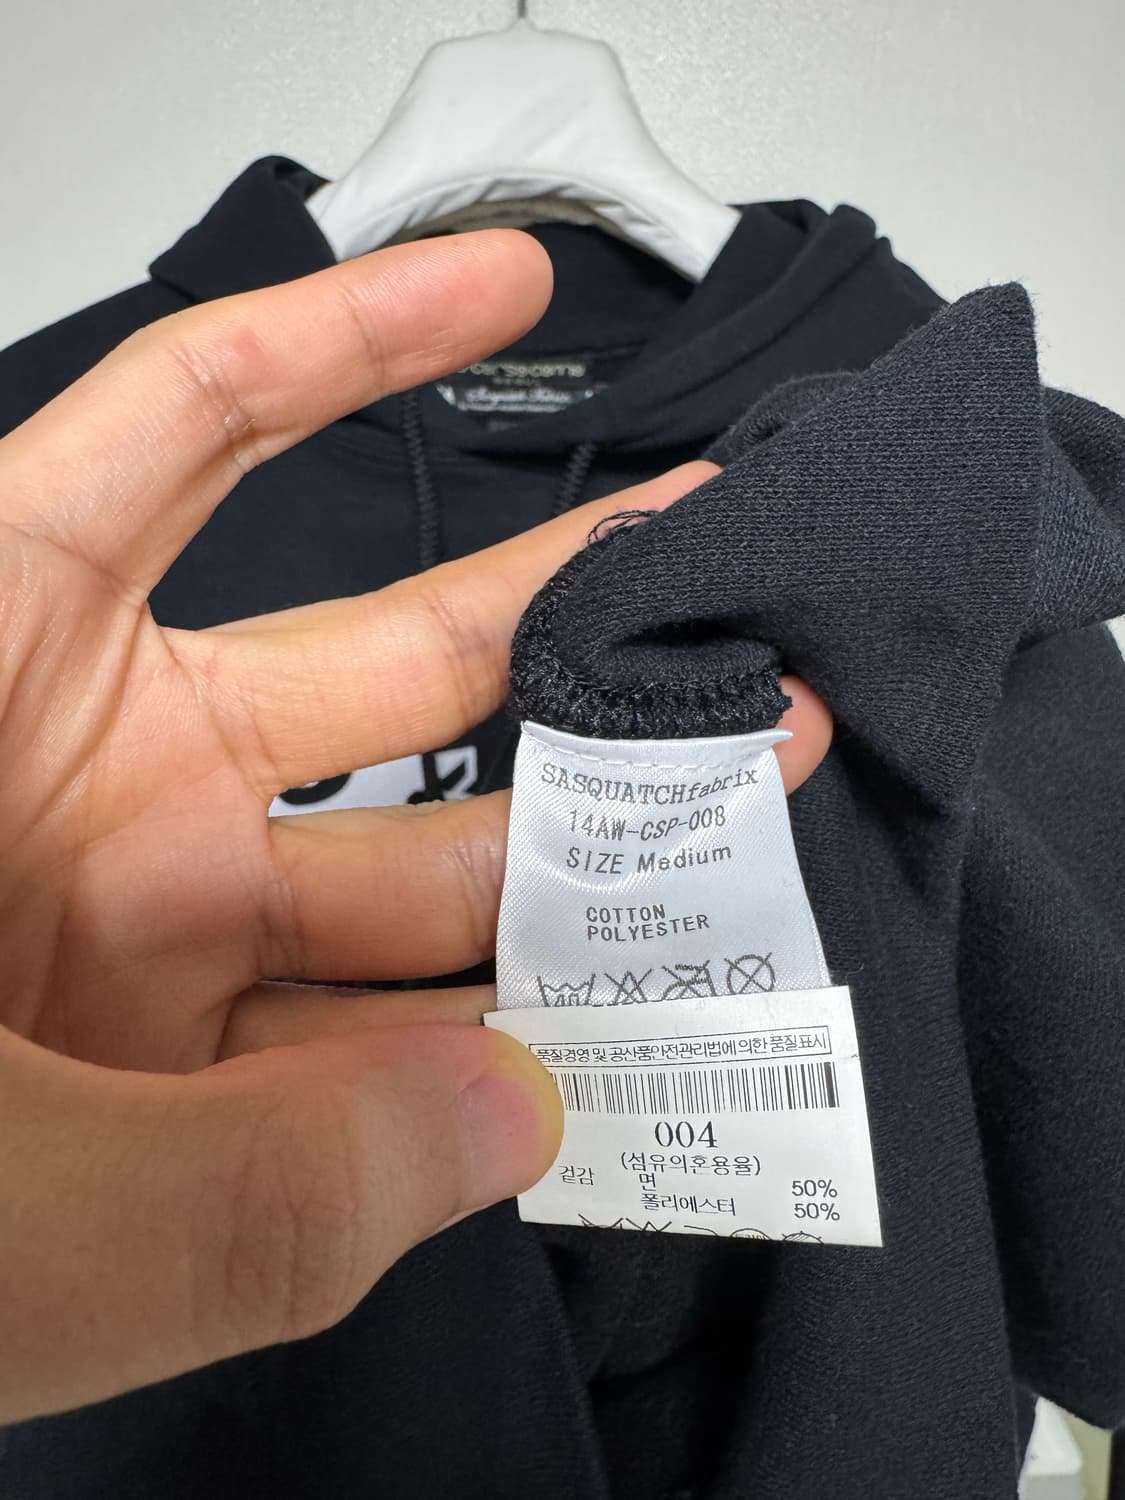 SASQUATCHfabrix
14AW-CSP-008
SIZE Medium
COTTON
POLYESTER
40
품질경영 및 공산품안전관리법에 의한 품질표시
004
(섬유의혼용율)
겉감 면 50%
폴리에스터 50%